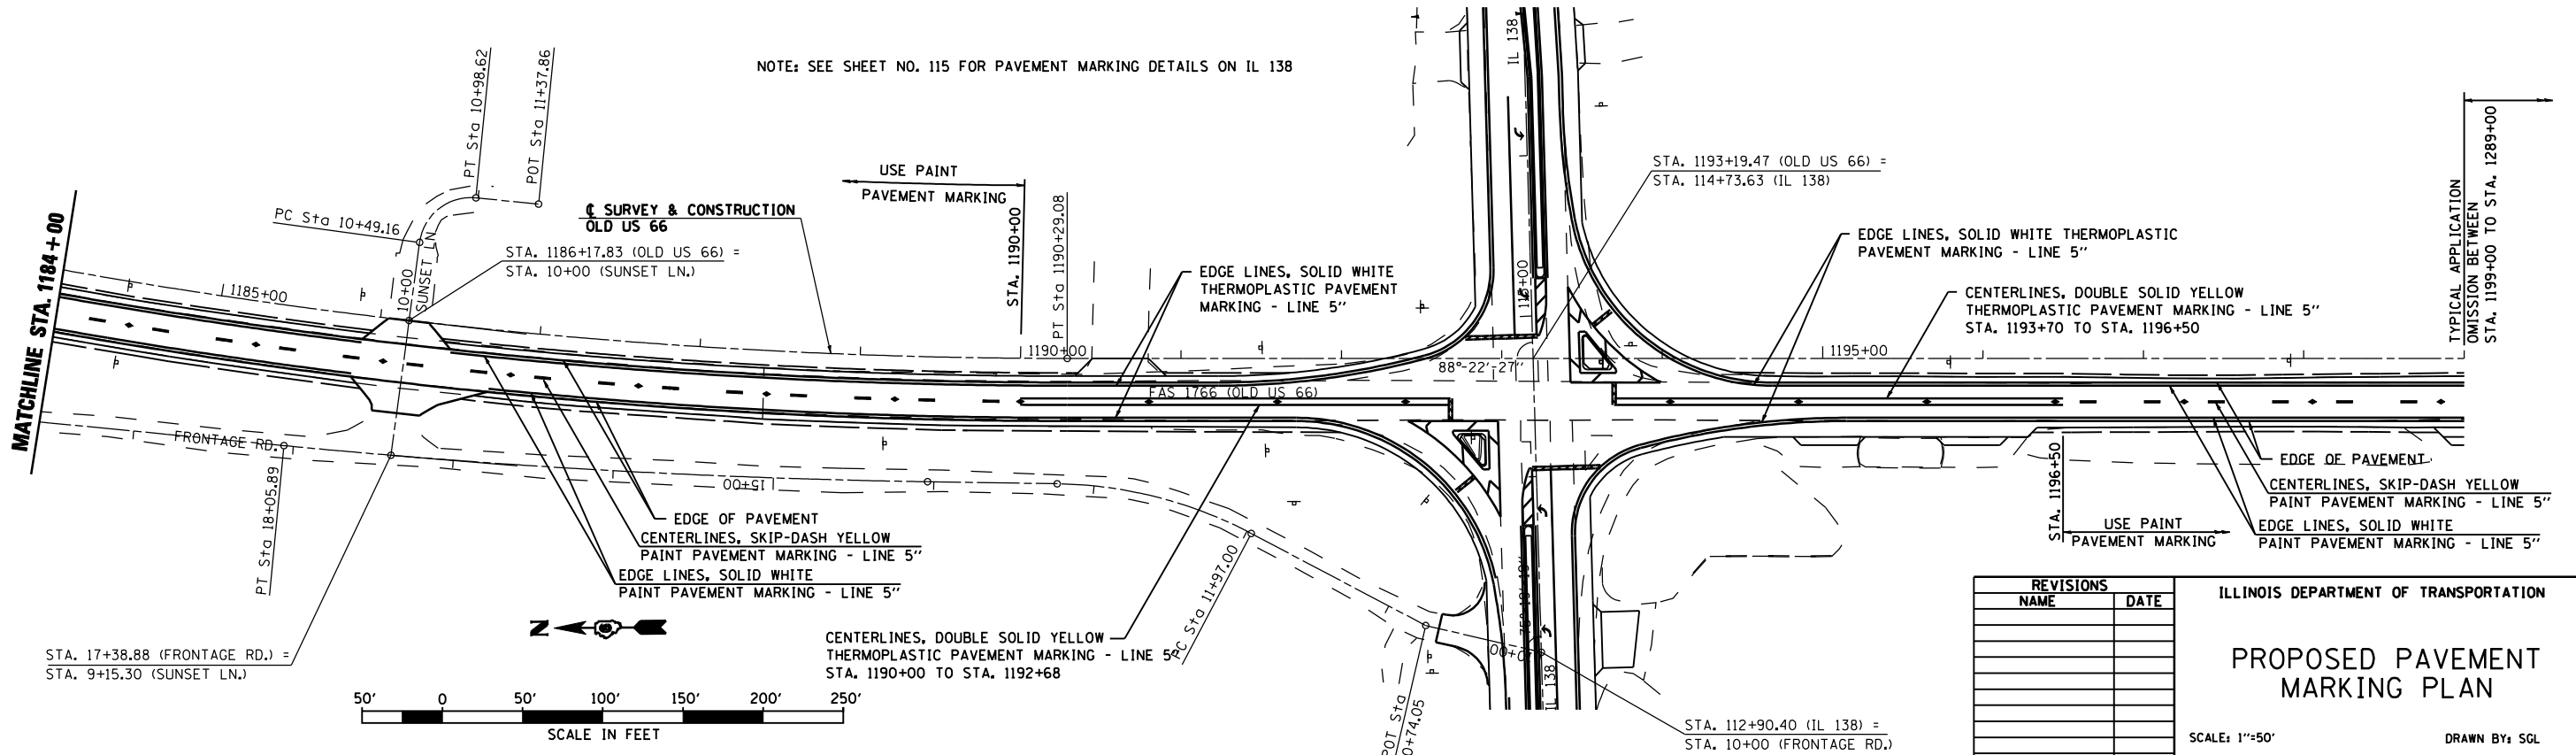 NOTE: SEE SHEET NO. 115 FOR PAVEMENT MARKING DETAILS ON IL 138
MATCHLINE STA. 1184+00
PC Sta 10+49.16
PT Sta 10+98.62
POT Sta 11+37.86
10+00
SUNSET LN
1185+00
℄ SURVEY & CONSTRUCTION
OLD US 66
STA. 1186+17.83 (OLD US 66) =
STA. 10+00 (SUNSET LN.)
USE PAINT
PAVEMENT MARKING
STA. 1190+00
PT Sta 1190+29.08
1190+00
EDGE LINES, SOLID WHITE
THERMOPLASTIC PAVEMENT
MARKING - LINE 5"
FAS 1766 (OLD US 66)
88°-22'-27"
IL 138
115+00
STA. 1193+19.47 (OLD US 66) =
STA. 114+73.63 (IL 138)
EDGE LINES, SOLID WHITE THERMOPLASTIC
PAVEMENT MARKING - LINE 5"
CENTERLINES, DOUBLE SOLID YELLOW
THERMOPLASTIC PAVEMENT MARKING - LINE 5"
STA. 1193+70 TO STA. 1196+50
1195+00
TYPICAL APPLICATION
OMISSION BETWEEN
STA. 1199+00 TO STA. 1289+00
FRONTAGE RD.
PT Sta 18+05.89
15+00
EDGE OF PAVEMENT
CENTERLINES, SKIP-DASH YELLOW
PAINT PAVEMENT MARKING - LINE 5"
EDGE LINES, SOLID WHITE
PAINT PAVEMENT MARKING - LINE 5"
STA. 17+38.88 (FRONTAGE RD.) =
STA. 9+15.30 (SUNSET LN.)
N
50' 0 50' 100' 150' 200' 250'
SCALE IN FEET
CENTERLINES, DOUBLE SOLID YELLOW
THERMOPLASTIC PAVEMENT MARKING - LINE 5"
STA. 1190+00 TO STA. 1192+68
PC Sta 11+97.00
POT Sta
0+74.05
10+00
IL 138
STA. 112+90.40 (IL 138) =
STA. 10+00 (FRONTAGE RD.)
STA. 1196+50
USE PAINT
PAVEMENT MARKING
EDGE OF PAVEMENT
CENTERLINES, SKIP-DASH YELLOW
PAINT PAVEMENT MARKING - LINE 5"
EDGE LINES, SOLID WHITE
PAINT PAVEMENT MARKING - LINE 5"
REVISIONS
NAME DATE
ILLINOIS DEPARTMENT OF TRANSPORTATION
PROPOSED PAVEMENT
MARKING PLAN
SCALE: 1"=50'
DRAWN BY: SGL